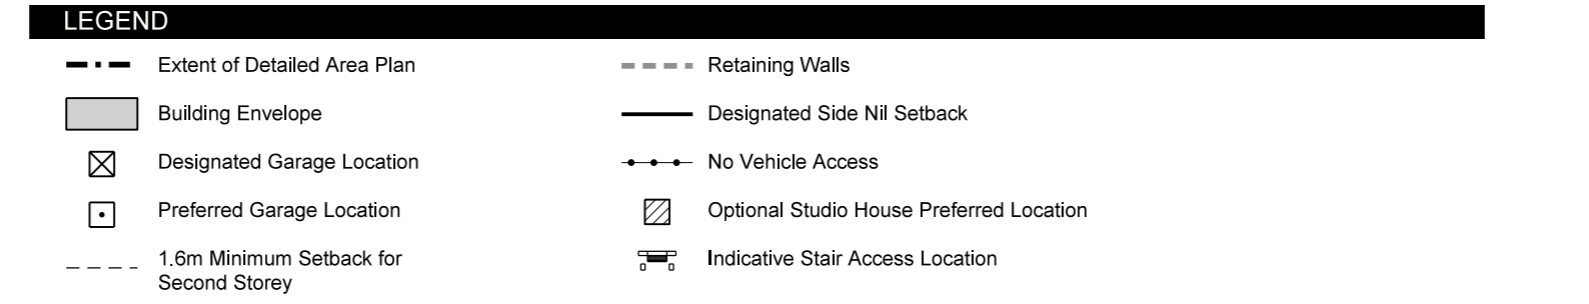 LEGEND
Extent of Detailed Area Plan
Building Envelope
Designated Garage Location
Preferred Garage Location
1.6m Minimum Setback for
Second Storey
Retaining Walls
Designated Side Nil Setback
No Vehicle Access
Optional Studio House Preferred Location
Indicative Stair Access Location